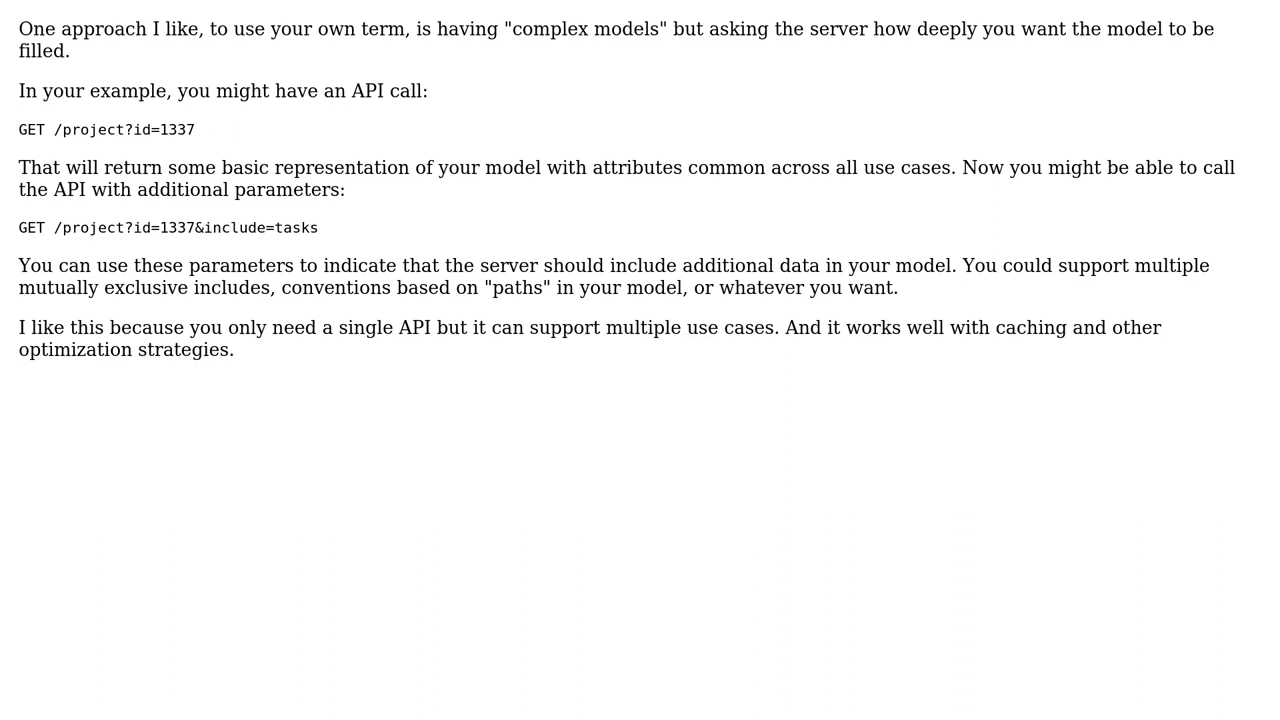 One approach I like, to use your own term, is having "complex models" but asking the server how deeply you want the model to be
filled.
In your example, you might have an API call:
GET /project?id=1337
That will return some basic representation of your model with attributes common across all use cases. Now you might be able to call
the API with additional parameters:
GET /project?id=1337&include=tasks
You can use these parameters to indicate that the server should include additional data in your model. You could support multiple
mutually exclusive includes, conventions based on "paths" in your model, or whatever you want.
I like this because you only need a single API but it can support multiple use cases. And it works well with caching and other
optimization strategies.